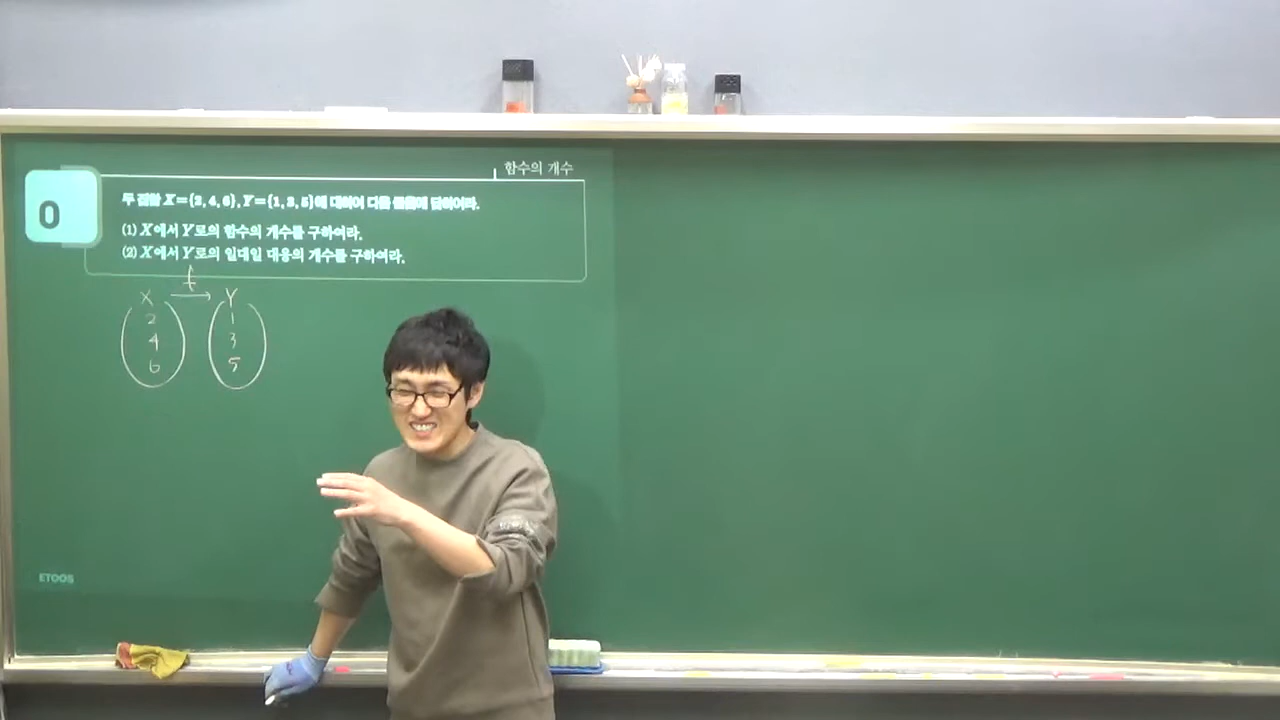 함수의 개수
0
두 집합 X={2, 4, 6}, Y={1, 3, 5}에 대하여 다음 물음에 답하여라.
(1) X에서 Y로의 함수의 개수를 구하여라.
(2) X에서 Y로의 일대일 대응의 개수를 구하여라.
f
X → Y
2 1
4 3
6 5
ETOOS